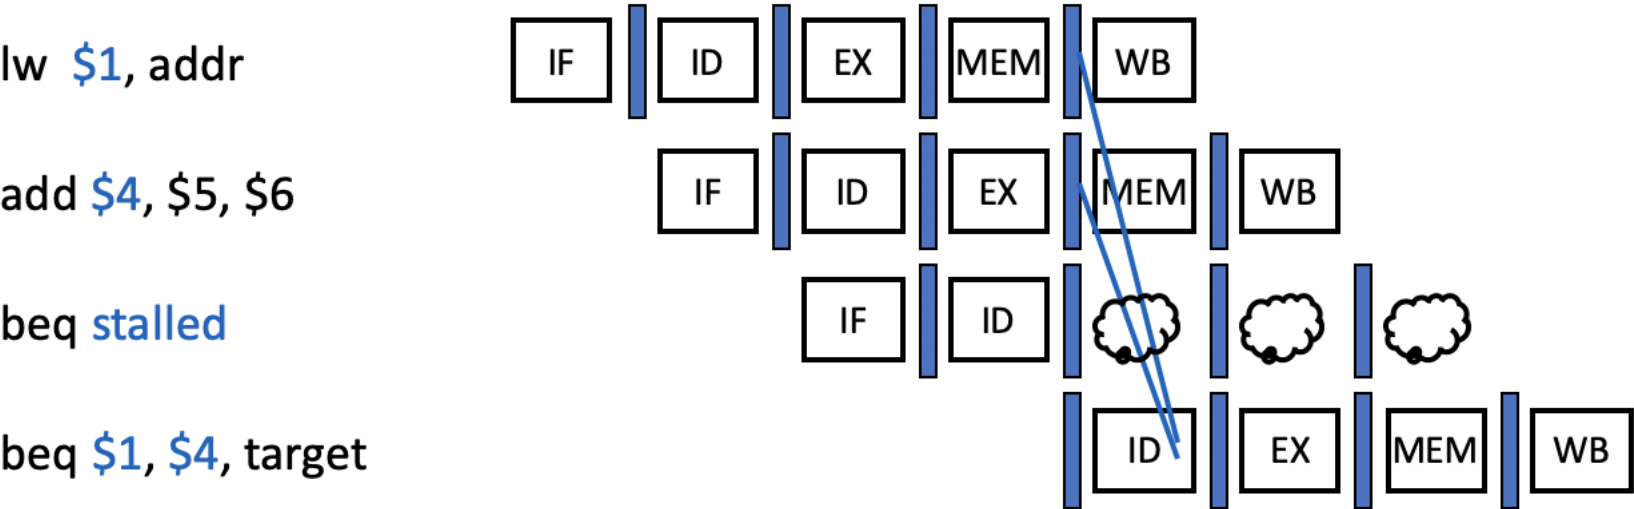 lw $1, addr IF ID EX MEM WB
add $4, $5, $6 IF ID EX MEM WB
beq stalled IF ID
beq $1, $4, target ID EX MEM WB